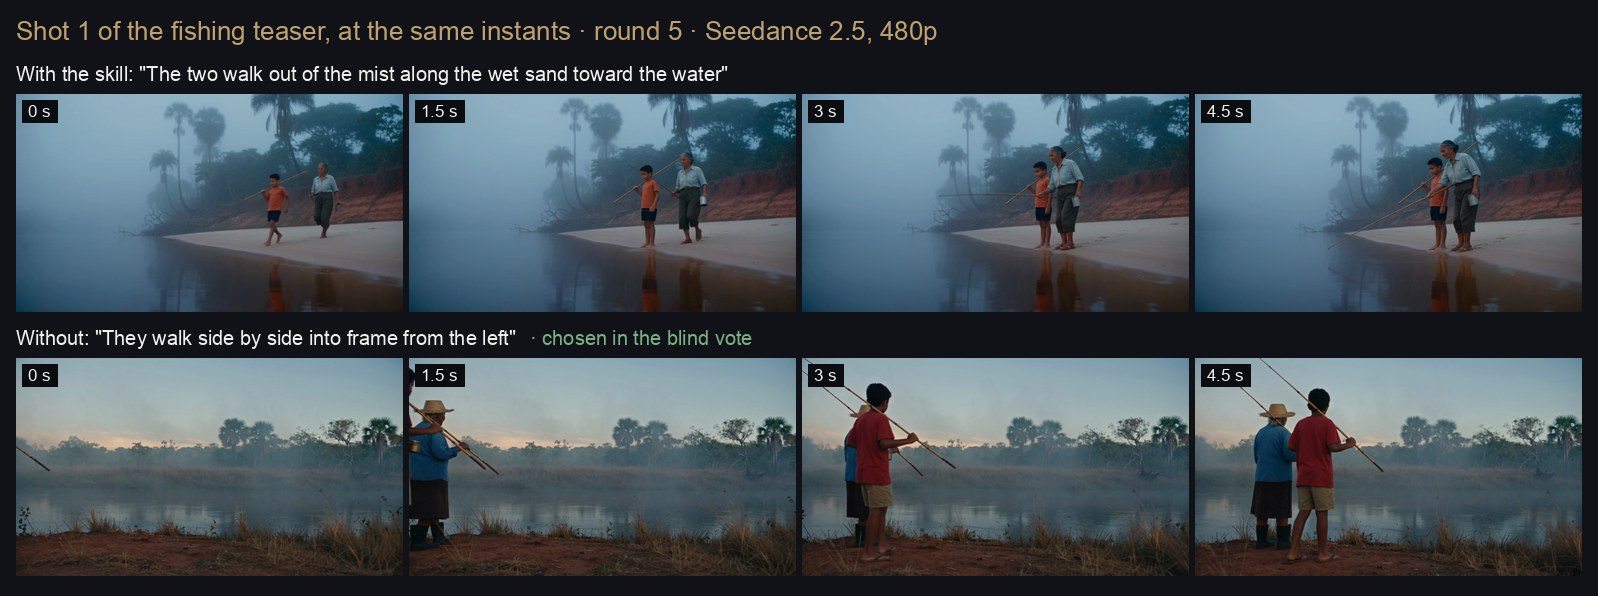 Shot 1 of the fishing teaser, at the same instants · round 5 · Seedance 2.5, 480p
With the skill: "The two walk out of the mist along the wet sand toward the water"
0 s
1.5 s
3 s
4.5 s
Without: "They walk side by side into frame from the left" · chosen in the blind vote
0 s
1.5 s
3 s
4.5 s